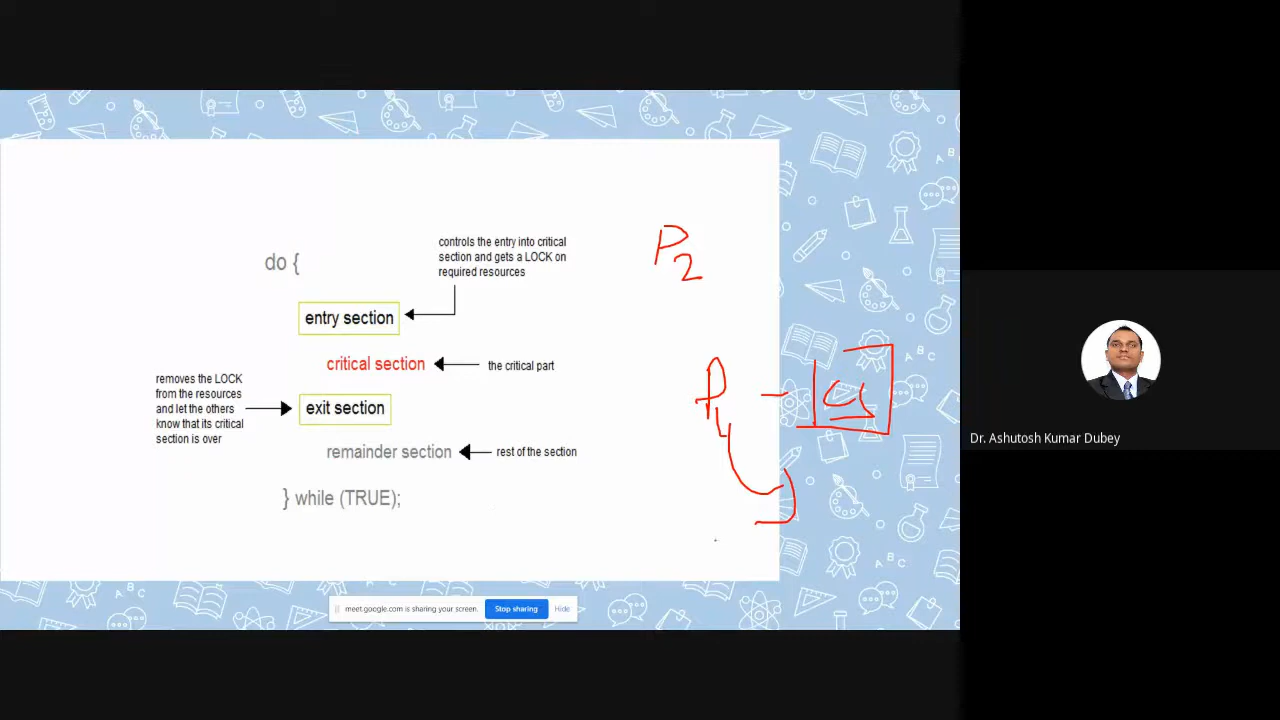 do {
controls the entry into critical
section and gets a LOCK on
required resources
entry section
critical section
the critical part
removes the LOCK
from the resources
and let the others
know that its critical
section is over
exit section
remainder section
rest of the section
} while (TRUE);
P2
P1
CS
meet.google.com is sharing your screen.
Stop sharing
Hide
Dr. Ashutosh Kumar Dubey
A B C
A B C
A B C